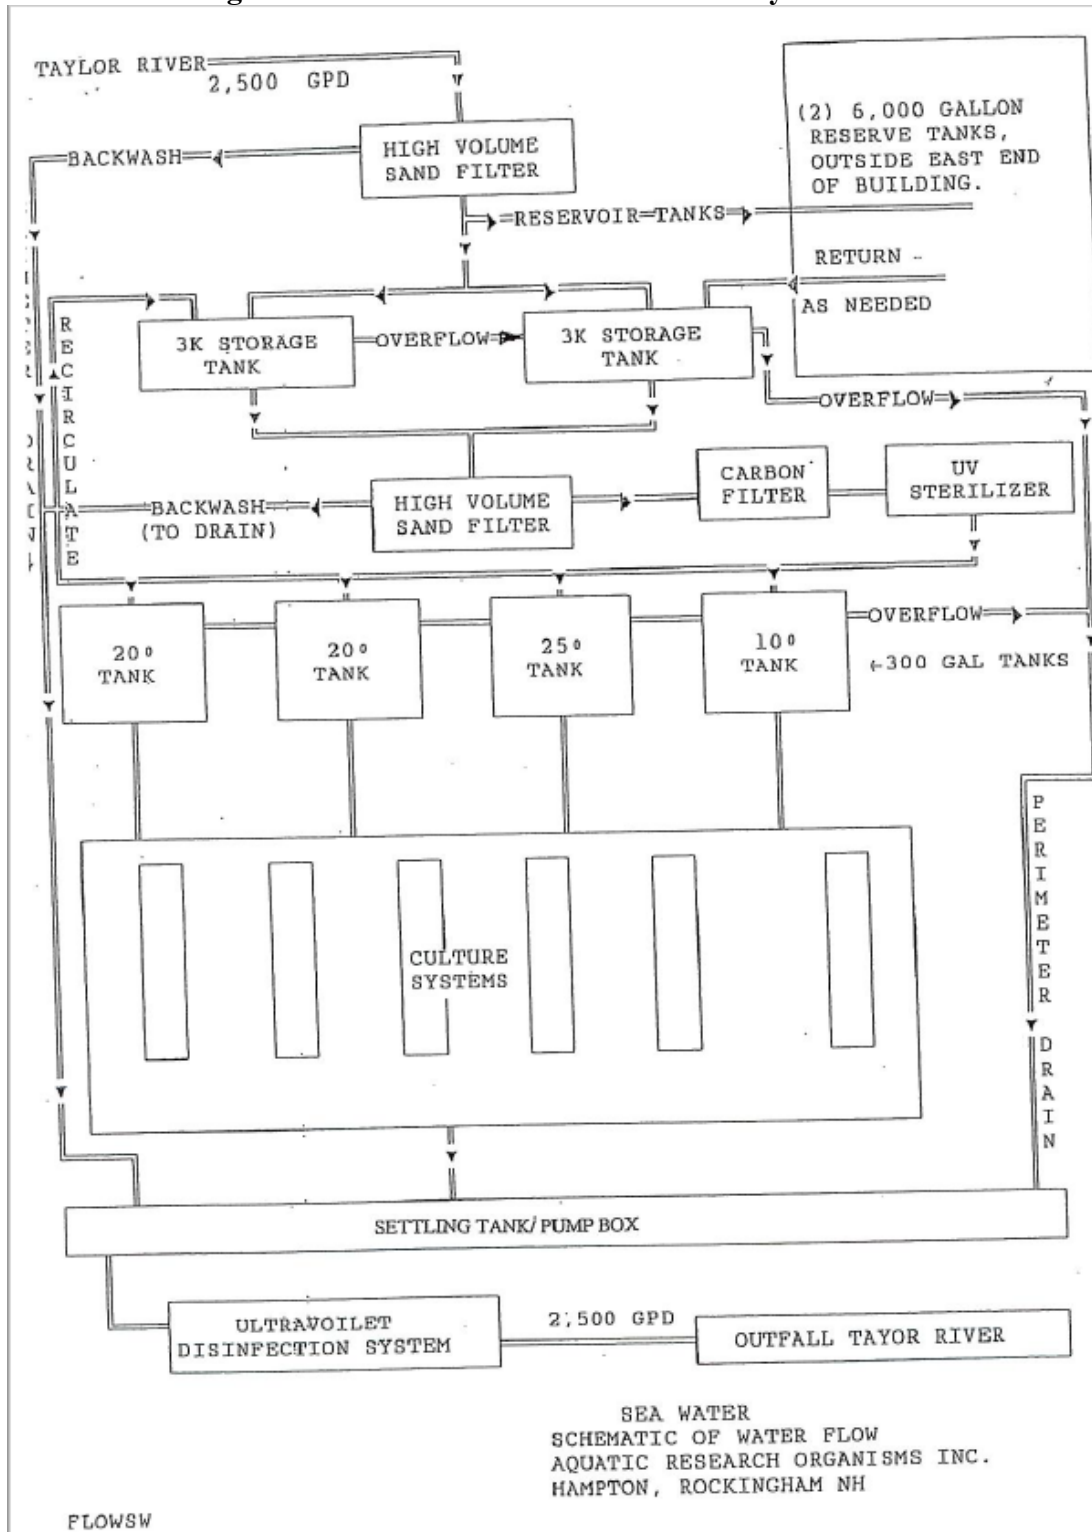 TAYLOR RIVER
2,500 GPD
(2) 6,000 GALLON
RESERVE TANKS,
OUTSIDE EAST END
OF BUILDING.
HIGH VOLUME
SAND FILTER
BACKWASH
RESERVOIR TANKS
RETURN
AS NEEDED
RECIRCULATE
3K STORAGE
TANK
OVERFLOW
3K STORAGE
TANK
OVERFLOW
BACKWASH
(TO DRAIN)
HIGH VOLUME
SAND FILTER
CARBON
FILTER
UV
STERILIZER
20⁰
TANK
20⁰
TANK
25⁰
TANK
10⁰
TANK
OVERFLOW
←300 GAL TANKS
CULTURE
SYSTEMS
PERIMETER DRAIN
SETTLING TANK/ PUMP BOX
ULTRAVOILET
DISINFECTION SYSTEM
2,500 GPD
OUTFALL TAYOR RIVER
SEA WATER
SCHEMATIC OF WATER FLOW
AQUATIC RESEARCH ORGANISMS INC.
HAMPTON, ROCKINGHAM NH
FLOWSW